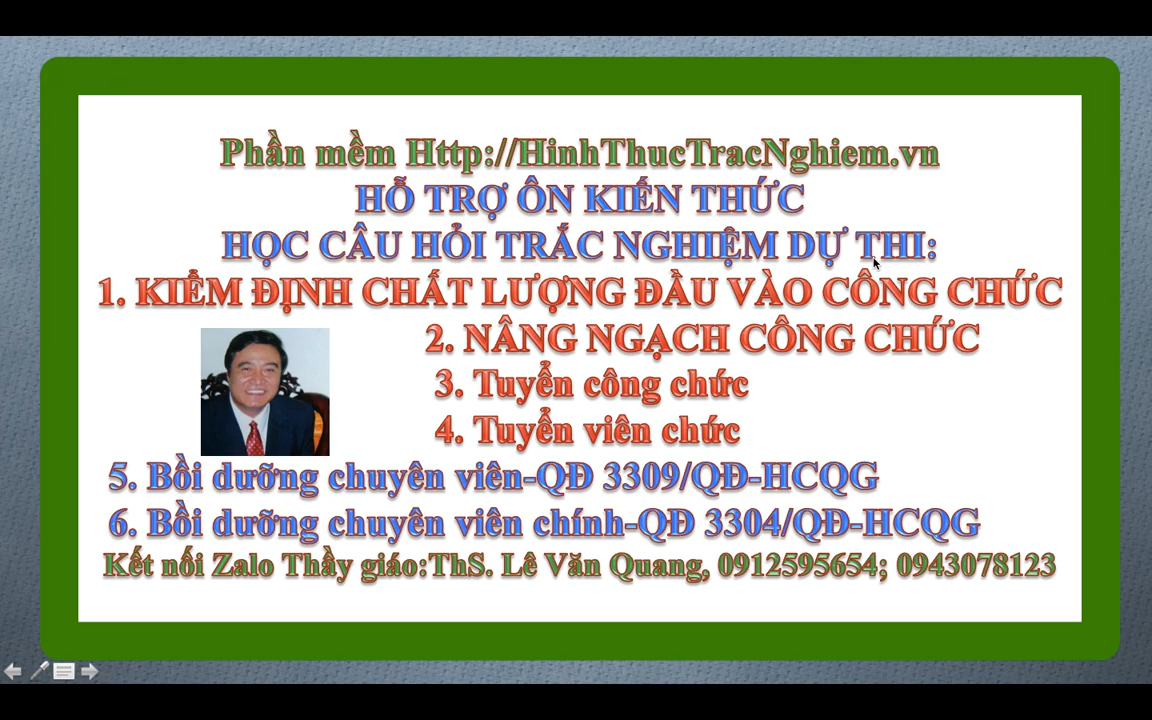 Phần mềm Http://HinhThucTracNghiem.vn
HỖ TRỢ ÔN KIẾN THỨC
HỌC CÂU HỎI TRẮC NGHIỆM DỰ THI:
1. KIỂM ĐỊNH CHẤT LƯỢNG ĐẦU VÀO CÔNG CHỨC
2. NÂNG NGẠCH CÔNG CHỨC
3. Tuyển công chức
4. Tuyển viên chức
5. Bồi dưỡng chuyên viên-QĐ 3309/QĐ-HCQG
6. Bồi dưỡng chuyên viên chính-QĐ 3304/QĐ-HCQG
Kết nối Zalo Thầy giáo:ThS. Lê Văn Quang, 0912595654; 0943078123